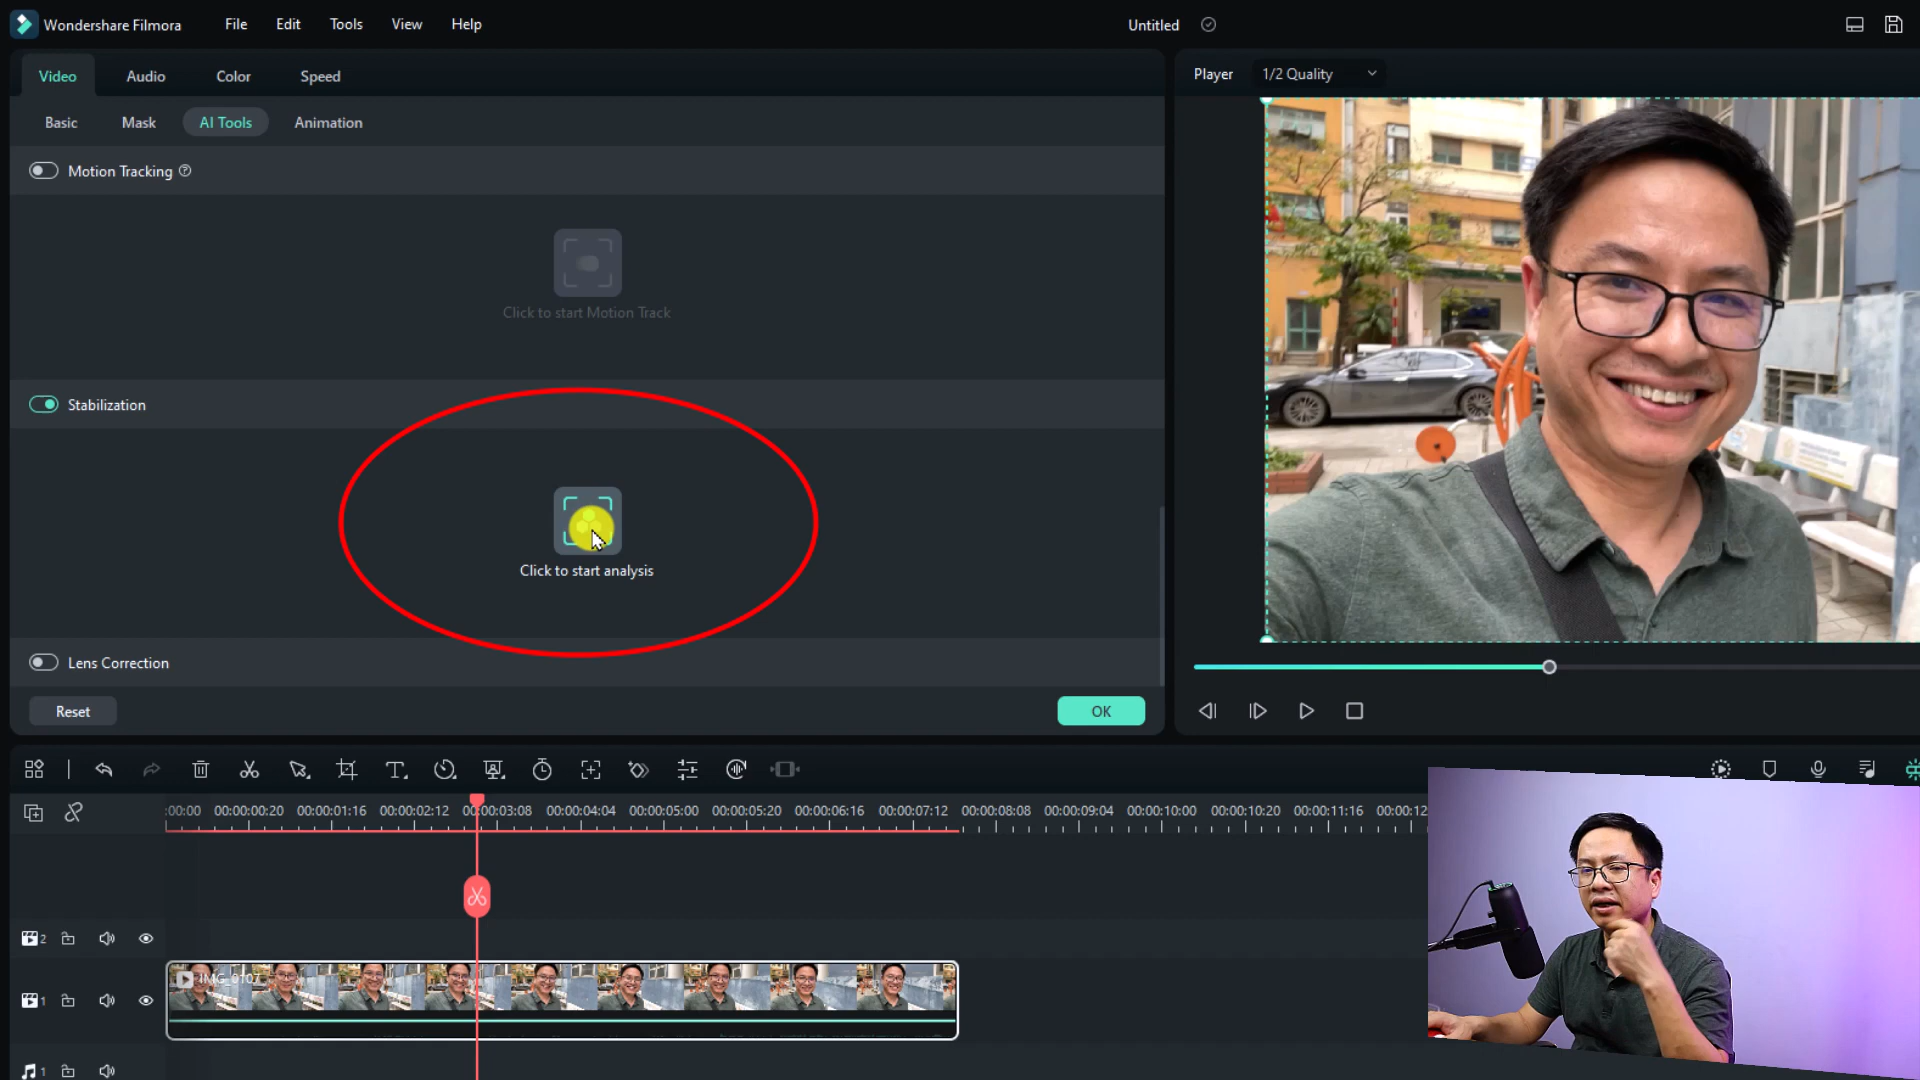 Wondershare Filmora File Edit Tools View Help Untitled
Video Audio Color Speed
Player 1/2 Quality
Basic Mask AI Tools Animation
Motion Tracking
Click to start Motion Track
Stabilization
Click to start analysis
Lens Correction
Reset OK
:00:00 00:00:00:20 00:00:01:16 00:00:02:12 00:00:03:08 00:00:04:04 00:00:05:00 00:00:05:20 00:00:06:16 00:00:07:12 00:00:08:08 00:00:09:04 00:00:10:00 00:00:10:20 00:00:11:16 00:00:12
2
IMG_0107
1
1